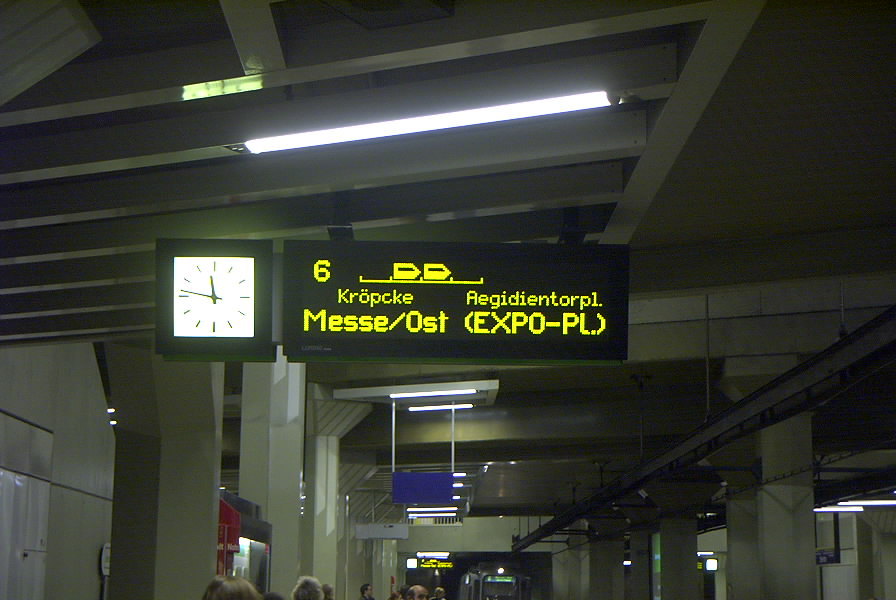 6
Kröpcke Aegidientorpl.
Messe/Ost (EXPO-Pl.)